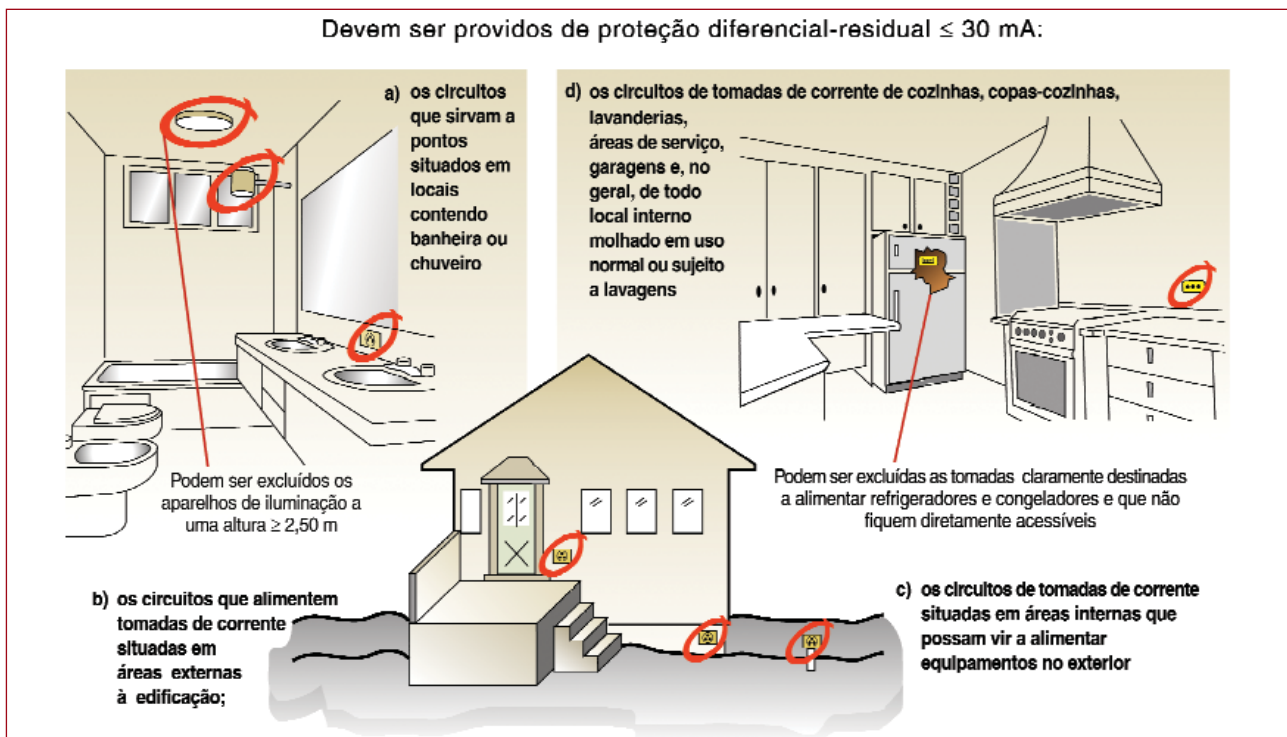 Devem ser providos de proteção diferencial-residual ≤ 30 mA:
a) os circuitos
que sirvam a
pontos
situados em
locais
contendo
banheira ou
chuveiro
d) os circuitos de tomadas de corrente de cozinhas, copas-cozinhas,
lavanderias,
áreas de serviço,
garagens e, no
geral, de todo
local interno
molhado em uso
normal ou sujeito
a lavagens
Podem ser excluídos os
aparelhos de iluminação a
uma altura ≥ 2,50 m
Podem ser excluídas as tomadas claramente destinadas
a alimentar refrigeradores e congeladores e que não
fiquem diretamente acessíveis
b) os circuitos que alimentem
tomadas de corrente
situadas em
áreas externas
à edificação;
c) os circuitos de tomadas de corrente
situadas em áreas internas que
possam vir a alimentar
equipamentos no exterior